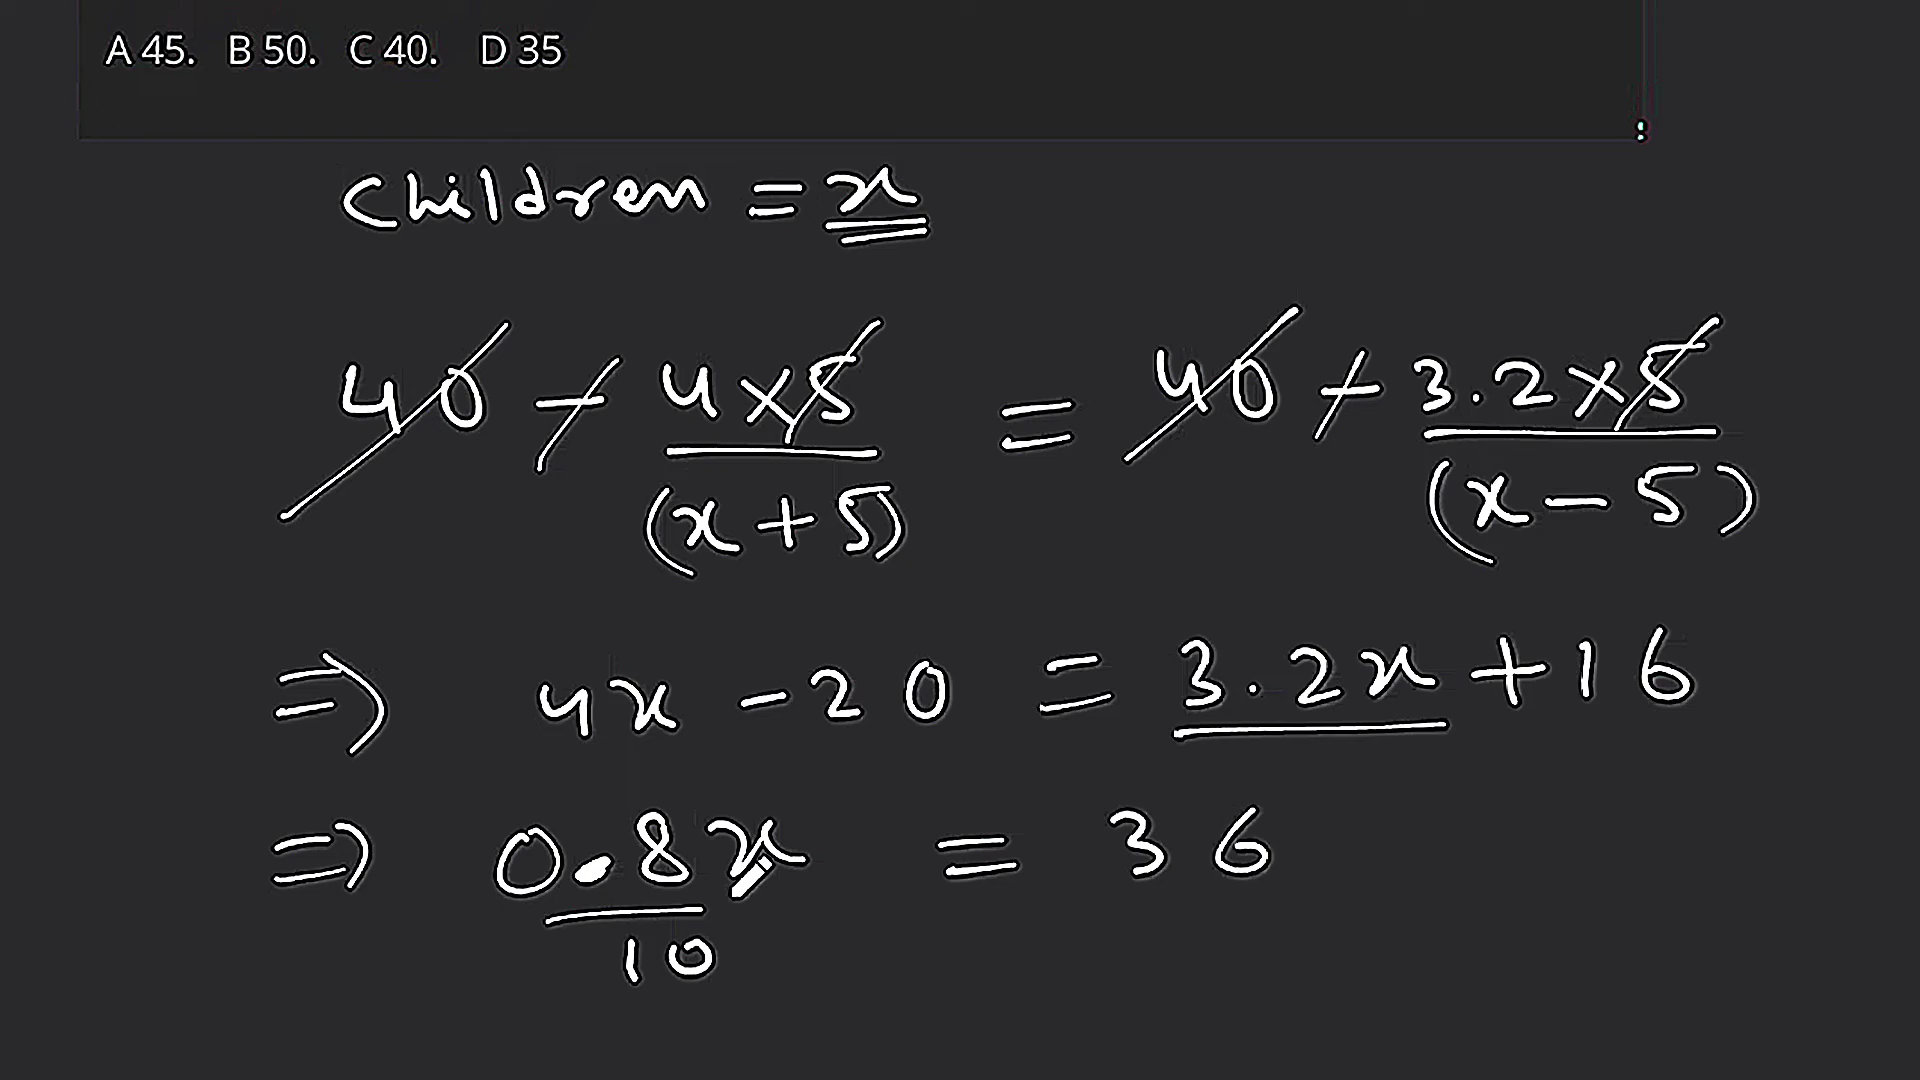 A 45. B 50. C 40. D 35
Children = x
40 + 4×5/(x+5) = 40 + 3.2×5/(x-5)
⇒ 4x - 20 = 3.2x + 16
⇒ 0.8x/10 = 36